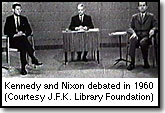 Kennedy and Nixon debated in 1960
(Courtesy J.F.K. Library Foundation)